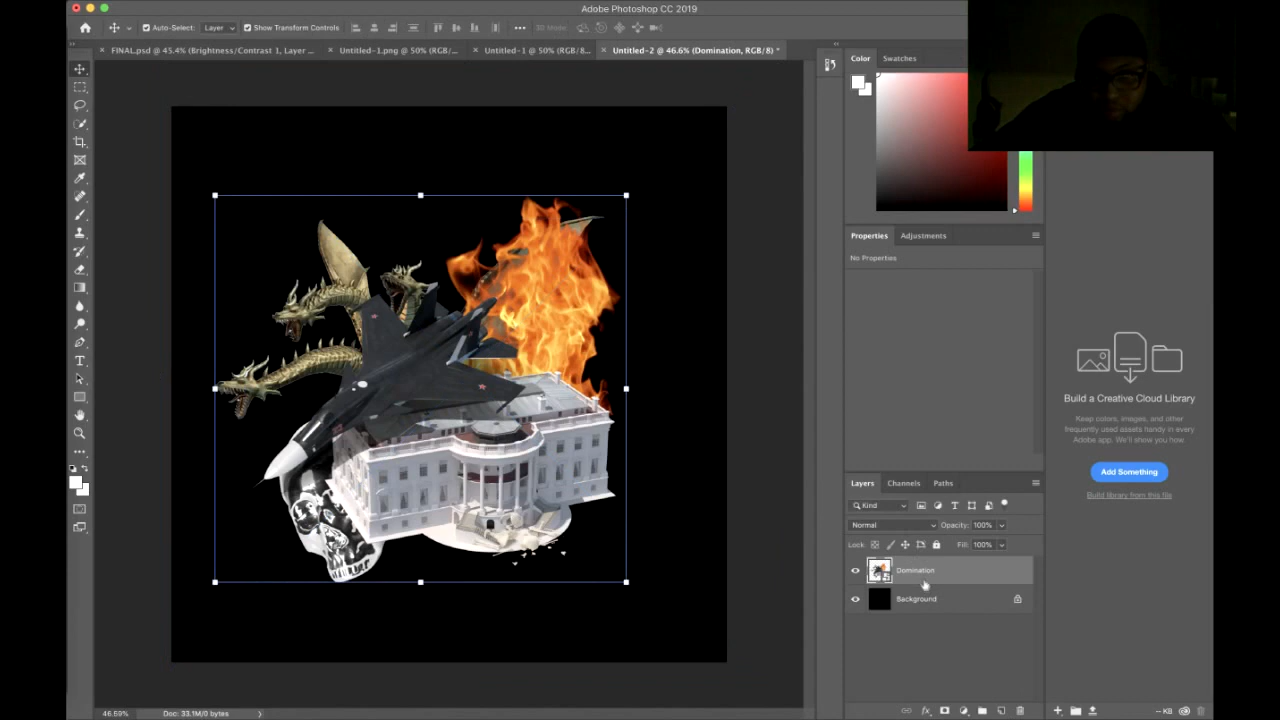 Adobe Photoshop CC 2019
Auto-Select: Layer Show Transform Controls 3D Mode:
FINAL.psd @ 45.4% (Brightness/Contrast 1, Layer ...
Untitled-1.png @ 50% (RGB/...
Untitled-1 @ 50% (RGB/8...
Untitled-2 @ 46.6% (Domination, RGB/8) *
Color Swatches
Properties Adjustments
No Properties
Build a Creative Cloud Library
Keep colors, images, and other
frequently used assets handy in every
Adobe app. We'll show you how.
Add Something
Build library from this file
Layers Channels Paths
Kind
Normal Opacity: 100%
Lock: Fill: 100%
Domination
Background
46.59% Doc: 33.1M/0 bytes
-- KB